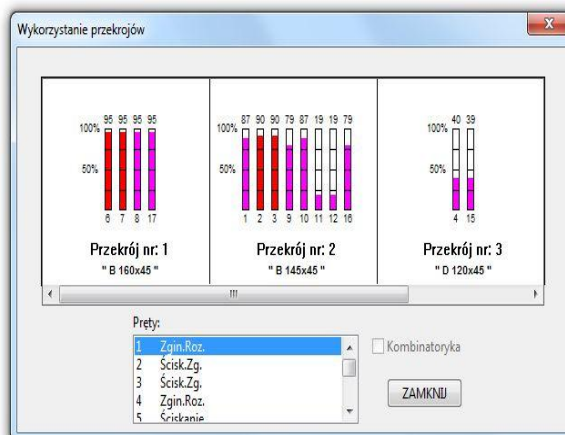 Wykorzystanie przekrojów
95 95 95 95
100%
50%
6 7 8 17
Przekrój nr: 1
" B 160x45 "
87 90 90 79 87 19 19 79
100%
50%
1 2 3 9 10 11 12 16
Przekrój nr: 2
" B 145x45 "
40 39
100%
50%
4 15
Przekrój nr: 3
" D 120x45 "
Pręty:
1 Zgin.Roz.
2 Ścisk.Zg.
3 Ścisk.Zg.
4 Zgin.Roz.
5 Ściskanie
Kombinatoryka
ZAMKNIJ